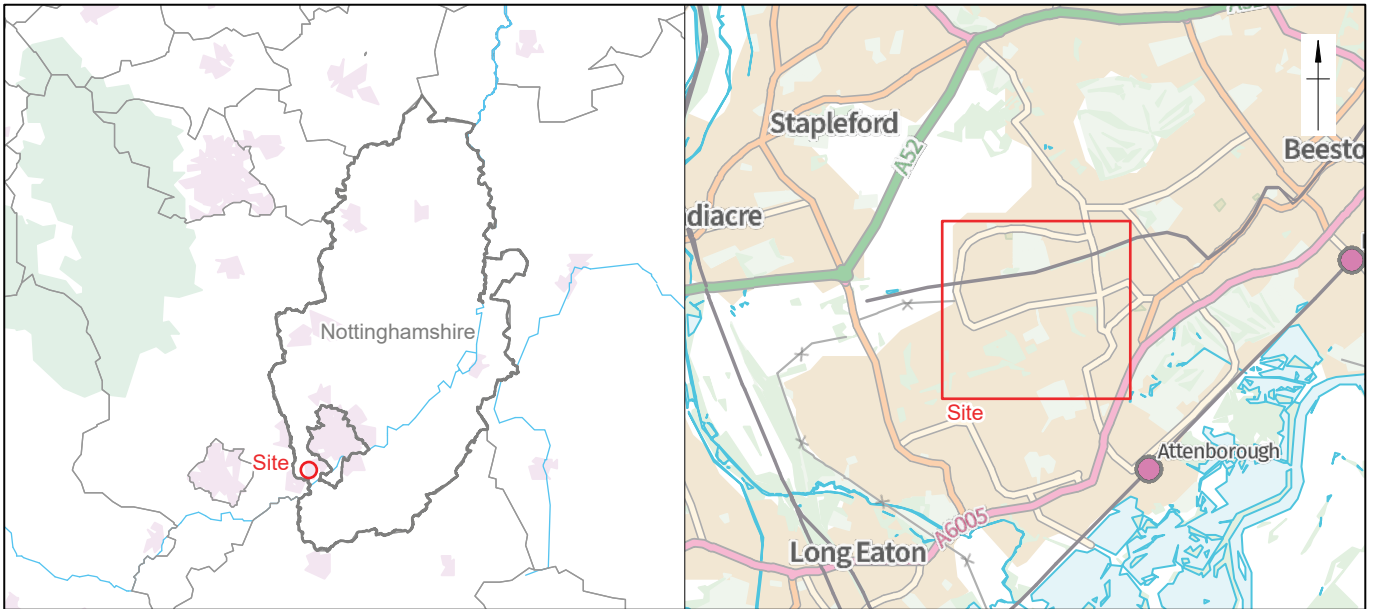 Nottinghamshire
Site
Stapleford
A52
Beesto
diacre
Site
Attenborough
A6005
Long Eaton